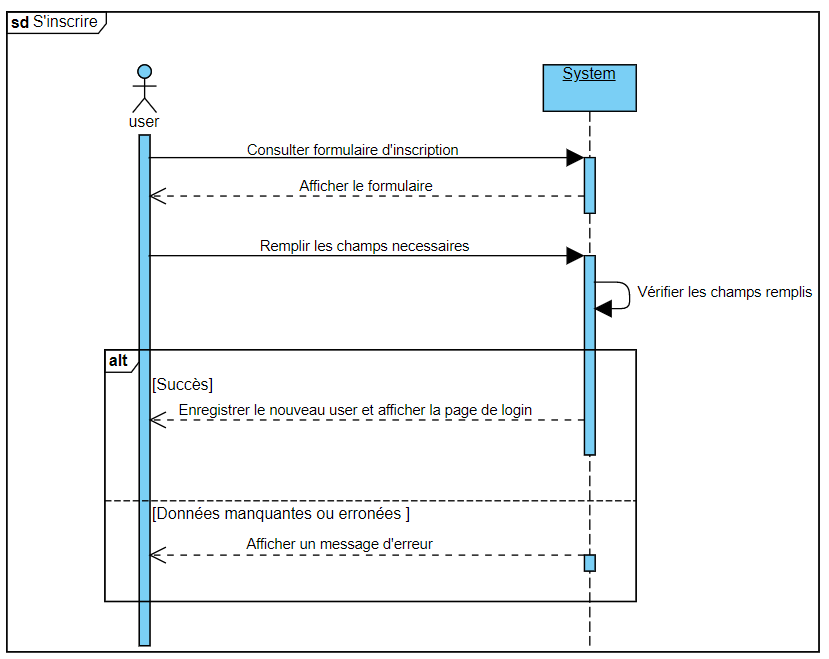 sd S'inscrire
user
System
Consulter formulaire d'inscription
Afficher le formulaire
Remplir les champs necessaires
Vérifier les champs remplis
alt
[Succès]
Enregistrer le nouveau user et afficher la page de login
[Données manquantes ou erronées ]
Afficher un message d'erreur